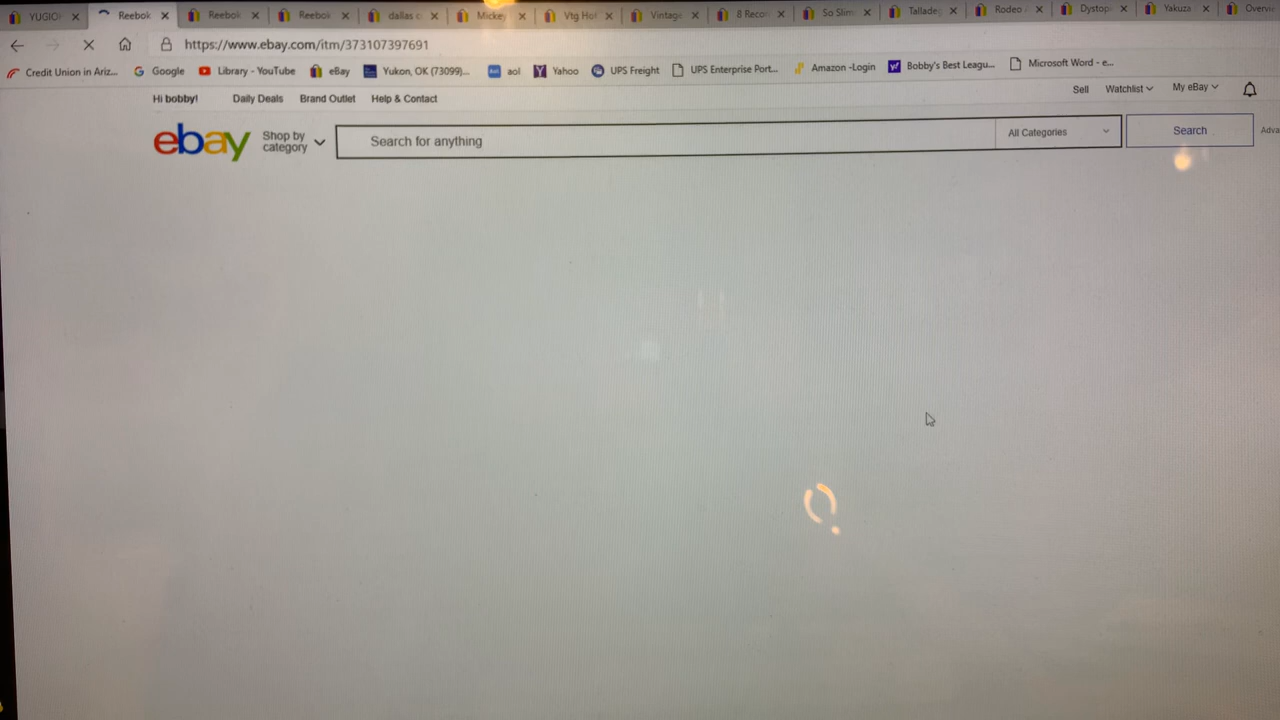 YUGIO Reebok Reebok Reebok dallas c Mickey Vtg Ho Vintage 8 Recor So Slim Tallade Rodeo Dystop Yakuza Overw
https://www.ebay.com/itm/373107397691
Credit Union in Ariz... Google Library - YouTube eBay Yukon, OK (73099)... Aol. aol Yahoo UPS Freight UPS Enterprise Port... Amazon -Login Bobby's Best Leagu... Microsoft Word - e...
Hi bobby! Daily Deals Brand Outlet Help & Contact Sell Watchlist My eBay
ebay Shop by category Search for anything All Categories Search Adva